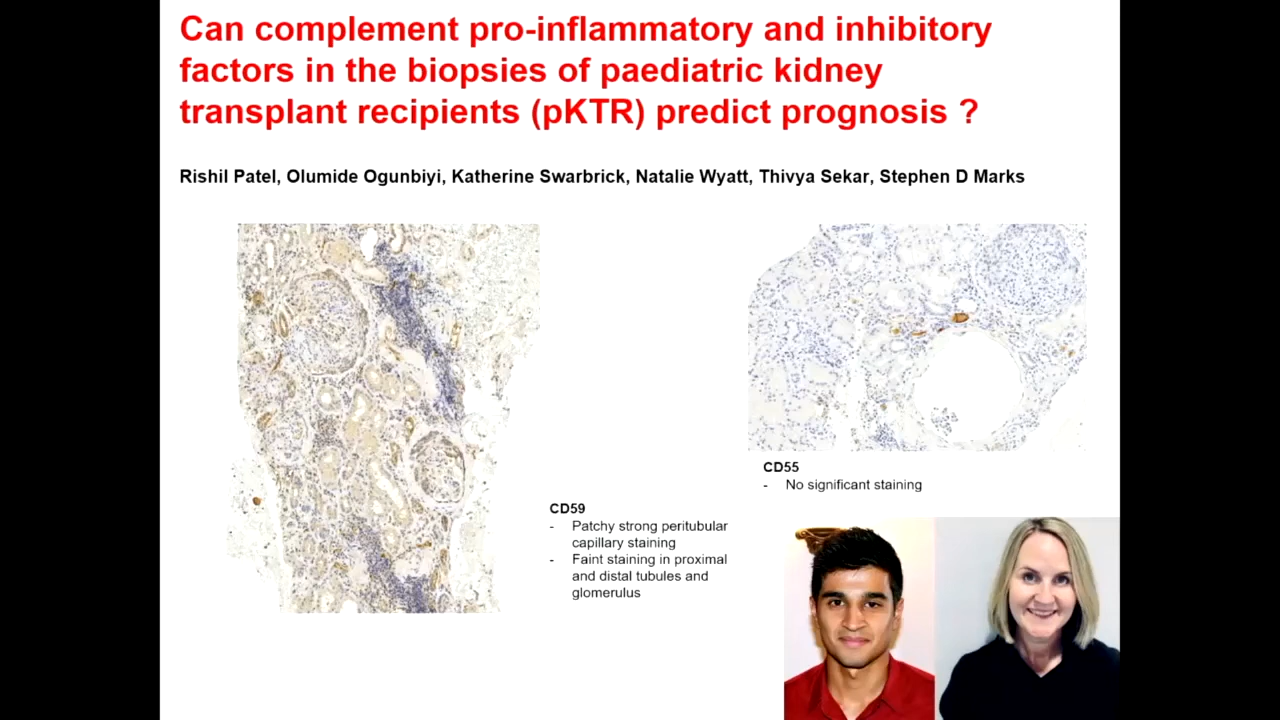 Can complement pro-inflammatory and inhibitory
factors in the biopsies of paediatric kidney
transplant recipients (pKTR) predict prognosis ?
Rishil Patel, Olumide Ogunbiyi, Katherine Swarbrick, Natalie Wyatt, Thivya Sekar, Stephen D Marks
CD59
- Patchy strong peritubular
capillary staining
- Faint staining in proximal
and distal tubules and
glomerulus
CD55
- No significant staining